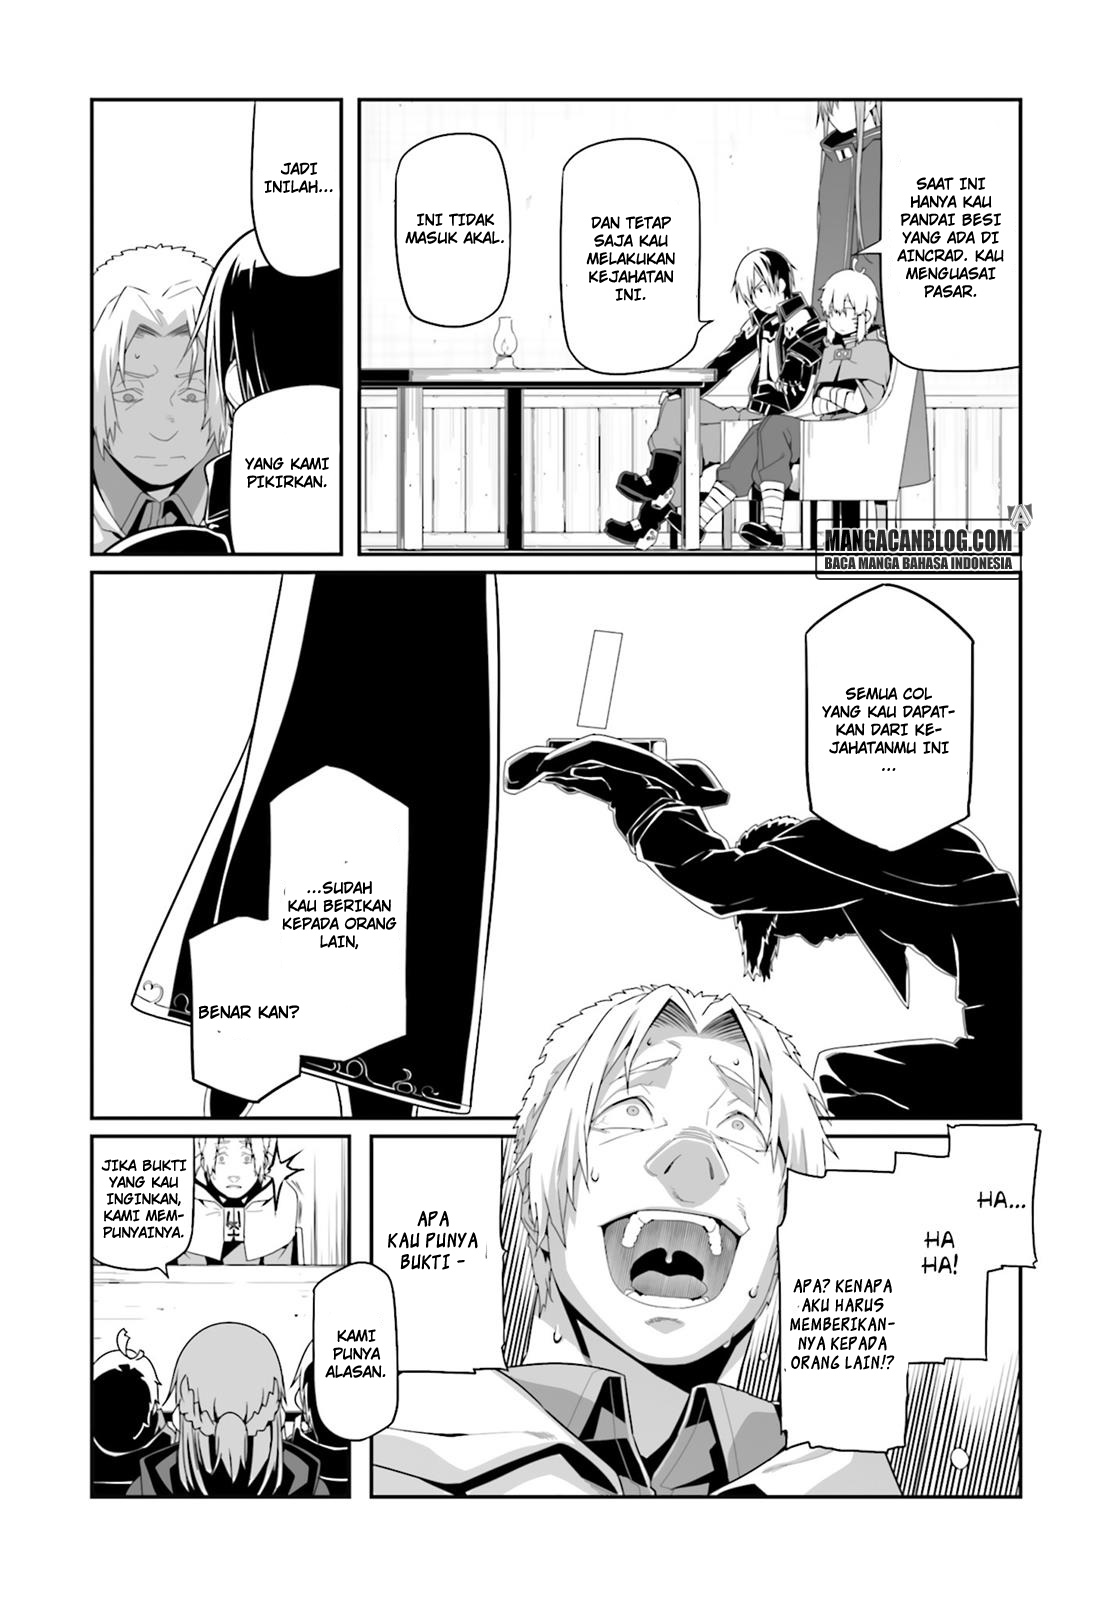 SAAT INI
HANYA KAU
PANDAI BESI
YANG ADA DI
AINCRAD. KAU
MENGUASAI
PASAR.
DAN TETAP
SAJA KAU
MELAKUKAN
KEJAHATAN
INI.
INI TIDAK
MASUK AKAL.
JADI
INILAH...
YANG KAMI
PIKIRKAN.
MANGACANBLOG.COM
BACA MANGA BAHASA INDONESIA
SEMUA COL
YANG KAU DAPAT-
KAN DARI KE-
JAHATANMU INI
...
...SUDAH
KAU BERIKAN
KEPADA ORANG
LAIN,
BENAR KAN?
HA...
HA
HA!
APA? KENAPA
AKU HARUS
MEMBERIKAN-
NYA KEPADA
ORANG LAIN!?
APA
KAU PUNYA
BUKTI -
JIKA BUKTI
YANG KAU
INGINKAN,
KAMI MEM-
PUNYAINYA.
KAMI
PUNYA
ALASAN.